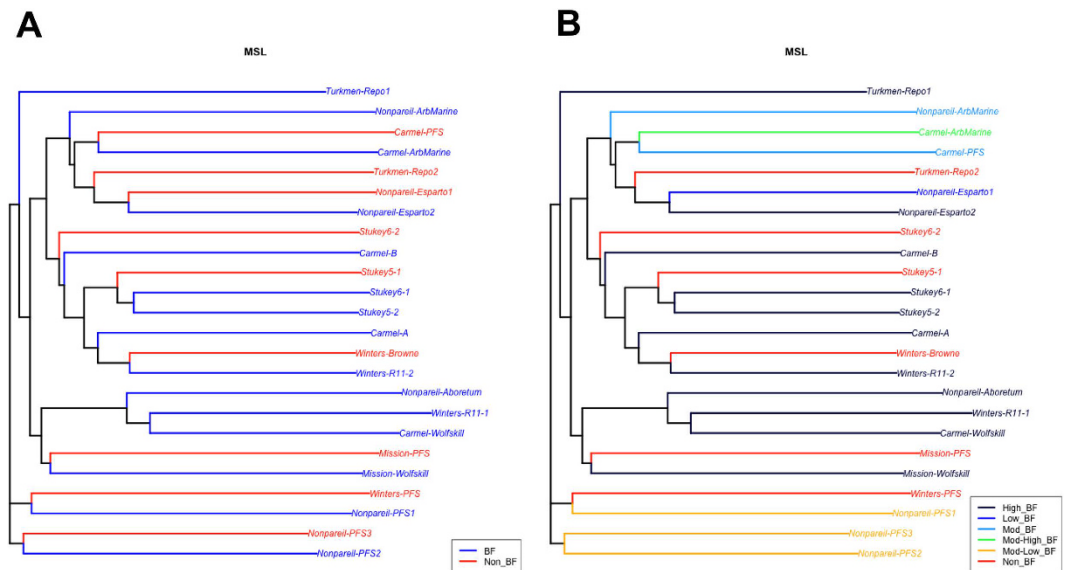 A
MSL
Turkmen-Repo1
Nonpareil-ArbMarine
Carmel-PFS
Carmel-ArbMarine
Turkmen-Repo2
Nonpareil-Esparto1
Nonpareil-Esparto2
Stukey6-2
Carmel-B
Stukey5-1
Stukey6-1
Stukey5-2
Carmel-A
Winters-Browne
Winters-R11-2
Nonpareil-Aboretum
Winters-R11-1
Carmel-Wolfskill
Mission-PFS
Mission-Wolfskill
Winters-PFS
Nonpareil-PFS1
Nonpareil-PFS3
Nonpareil-PFS2
BF
Non_BF
B
MSL
Turkmen-Repo1
Nonpareil-ArbMarine
Carmel-ArbMarine
Carmel-PFS
Turkmen-Repo2
Nonpareil-Esparto1
Nonpareil-Esparto2
Stukey6-2
Carmel-B
Stukey5-1
Stukey6-1
Stukey5-2
Carmel-A
Winters-Browne
Winters-R11-2
Nonpareil-Aboretum
Winters-R11-1
Carmel-Wolfskill
Mission-PFS
Mission-Wolfskill
Winters-PFS
Nonpareil-PFS1
Nonpareil-PFS3
Nonpareil-PFS2
High_BF
Low_BF
Mod_BF
Mod-High_BF
Mod-Low_BF
Non_BF